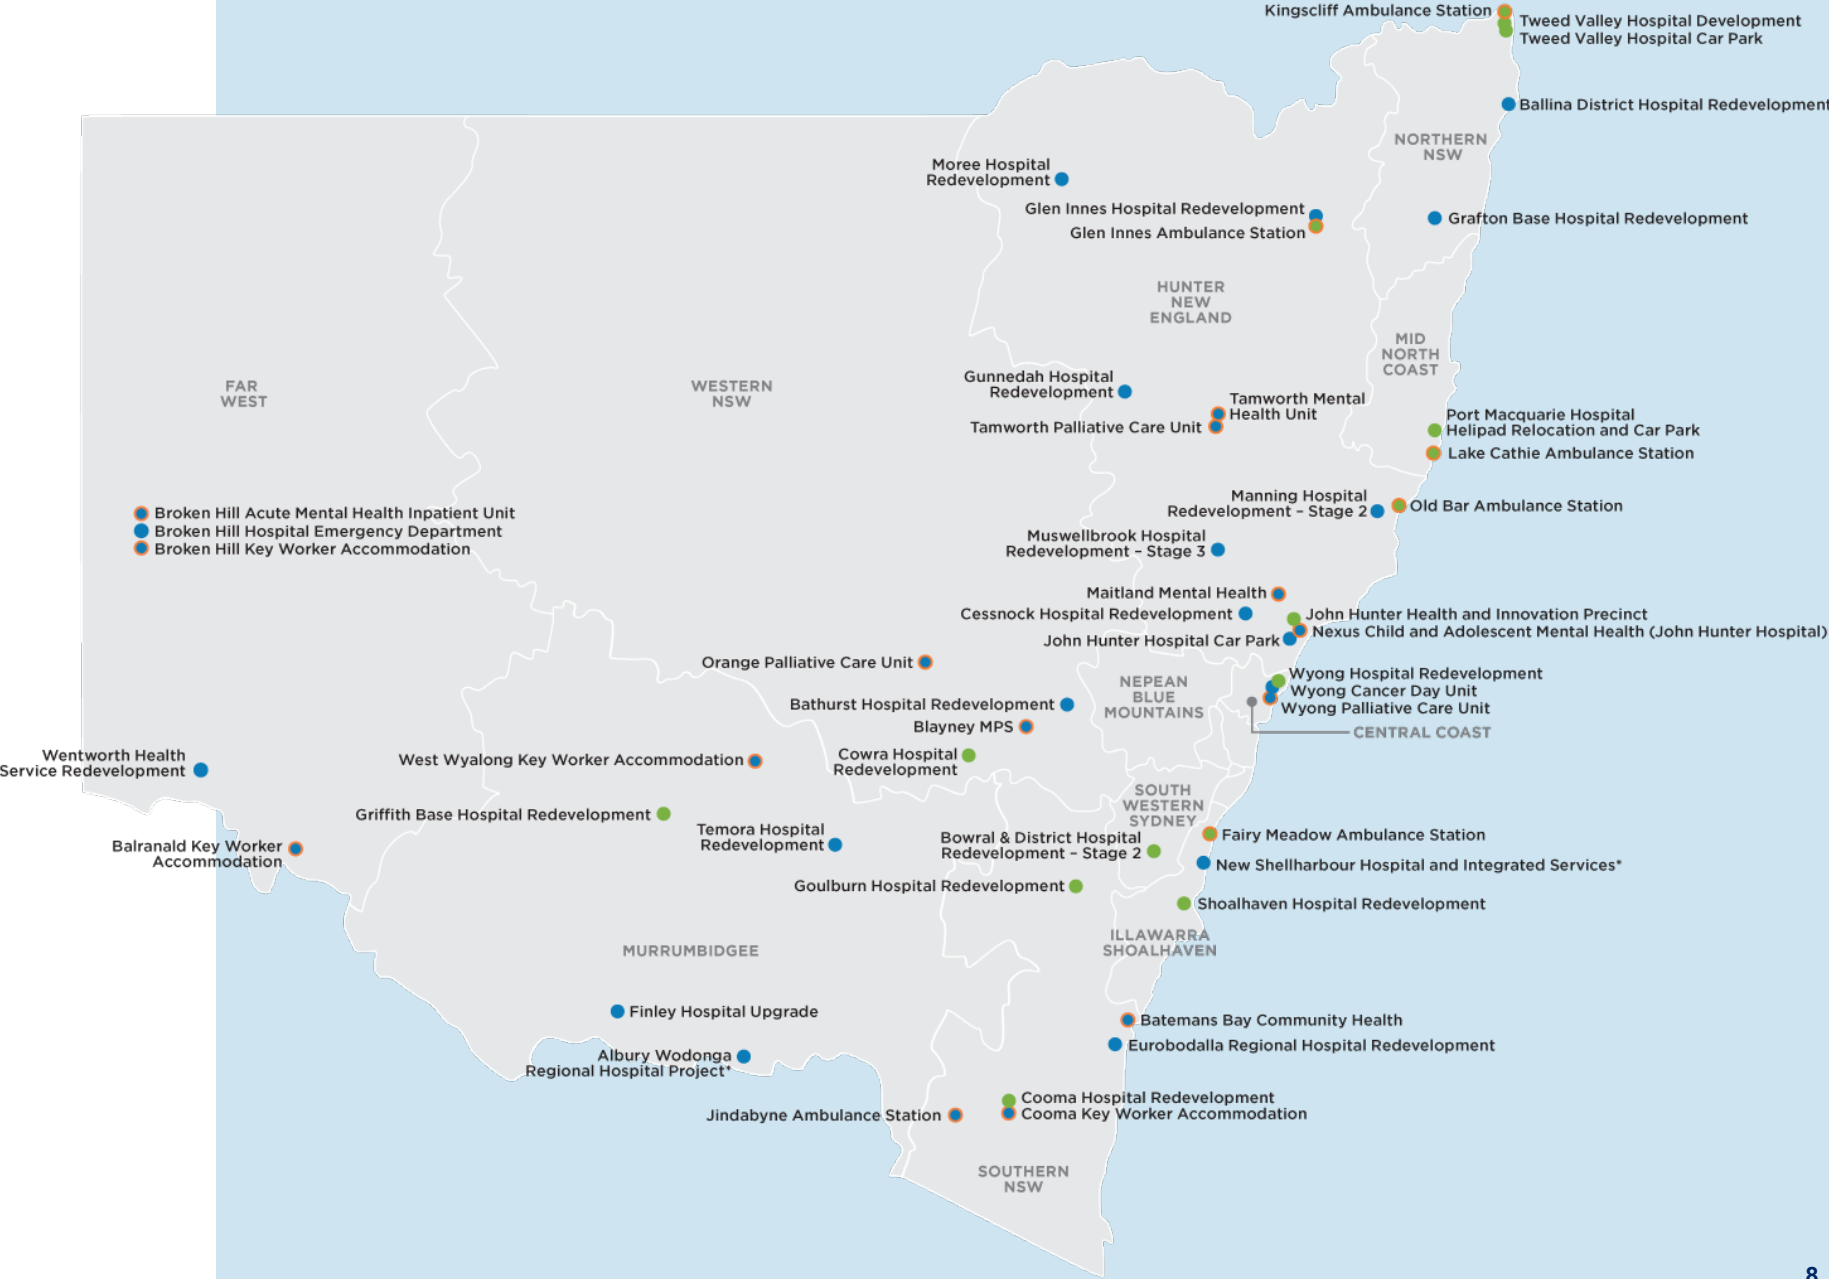 Kingscliff Ambulance Station
Tweed Valley Hospital Development
Tweed Valley Hospital Car Park
Ballina District Hospital Redevelopment
NORTHERN
NSW
Moree Hospital
Redevelopment
Glen Innes Hospital Redevelopment
Glen Innes Ambulance Station
Grafton Base Hospital Redevelopment
HUNTER
NEW
ENGLAND
MID
NORTH
COAST
FAR
WEST
WESTERN
NSW
Gunnedah Hospital
Redevelopment
Tamworth Mental
Health Unit
Tamworth Palliative Care Unit
Port Macquarie Hospital
Helipad Relocation and Car Park
Lake Cathie Ambulance Station
Manning Hospital
Redevelopment – Stage 2
Old Bar Ambulance Station
Broken Hill Acute Mental Health Inpatient Unit
Broken Hill Hospital Emergency Department
Broken Hill Key Worker Accommodation
Muswellbrook Hospital
Redevelopment – Stage 3
Maitland Mental Health
Cessnock Hospital Redevelopment
John Hunter Health and Innovation Precinct
Nexus Child and Adolescent Mental Health (John Hunter Hospital)
John Hunter Hospital Car Park
Orange Palliative Care Unit
Wyong Hospital Redevelopment
Wyong Cancer Day Unit
Wyong Palliative Care Unit
NEPEAN
BLUE
MOUNTAINS
Bathurst Hospital Redevelopment
Blayney MPS
CENTRAL COAST
Wentworth Health
Service Redevelopment
West Wyalong Key Worker Accommodation
Cowra Hospital
Redevelopment
SOUTH
WESTERN
SYDNEY
Griffith Base Hospital Redevelopment
Temora Hospital
Redevelopment
Bowral & District Hospital
Redevelopment – Stage 2
Fairy Meadow Ambulance Station
Balranald Key Worker
Accommodation
New Shellharbour Hospital and Integrated Services*
Goulburn Hospital Redevelopment
Shoalhaven Hospital Redevelopment
ILLAWARRA
SHOALHAVEN
MURRUMBIDGEE
Finley Hospital Upgrade
Batemans Bay Community Health
Eurobodalla Regional Hospital Redevelopment
Albury Wodonga
Regional Hospital Project*
Cooma Hospital Redevelopment
Cooma Key Worker Accommodation
Jindabyne Ambulance Station
SOUTHERN
NSW
8